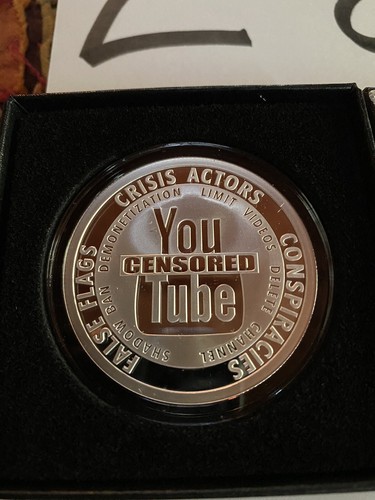 CRISIS ACTORS
FALSE FLAGS
CONSPIRACIES
DEMONETIZATION
LIMIT VIDEOS
DELETE CHANNEL
SHADOW BAN
You
CENSORED
Tube